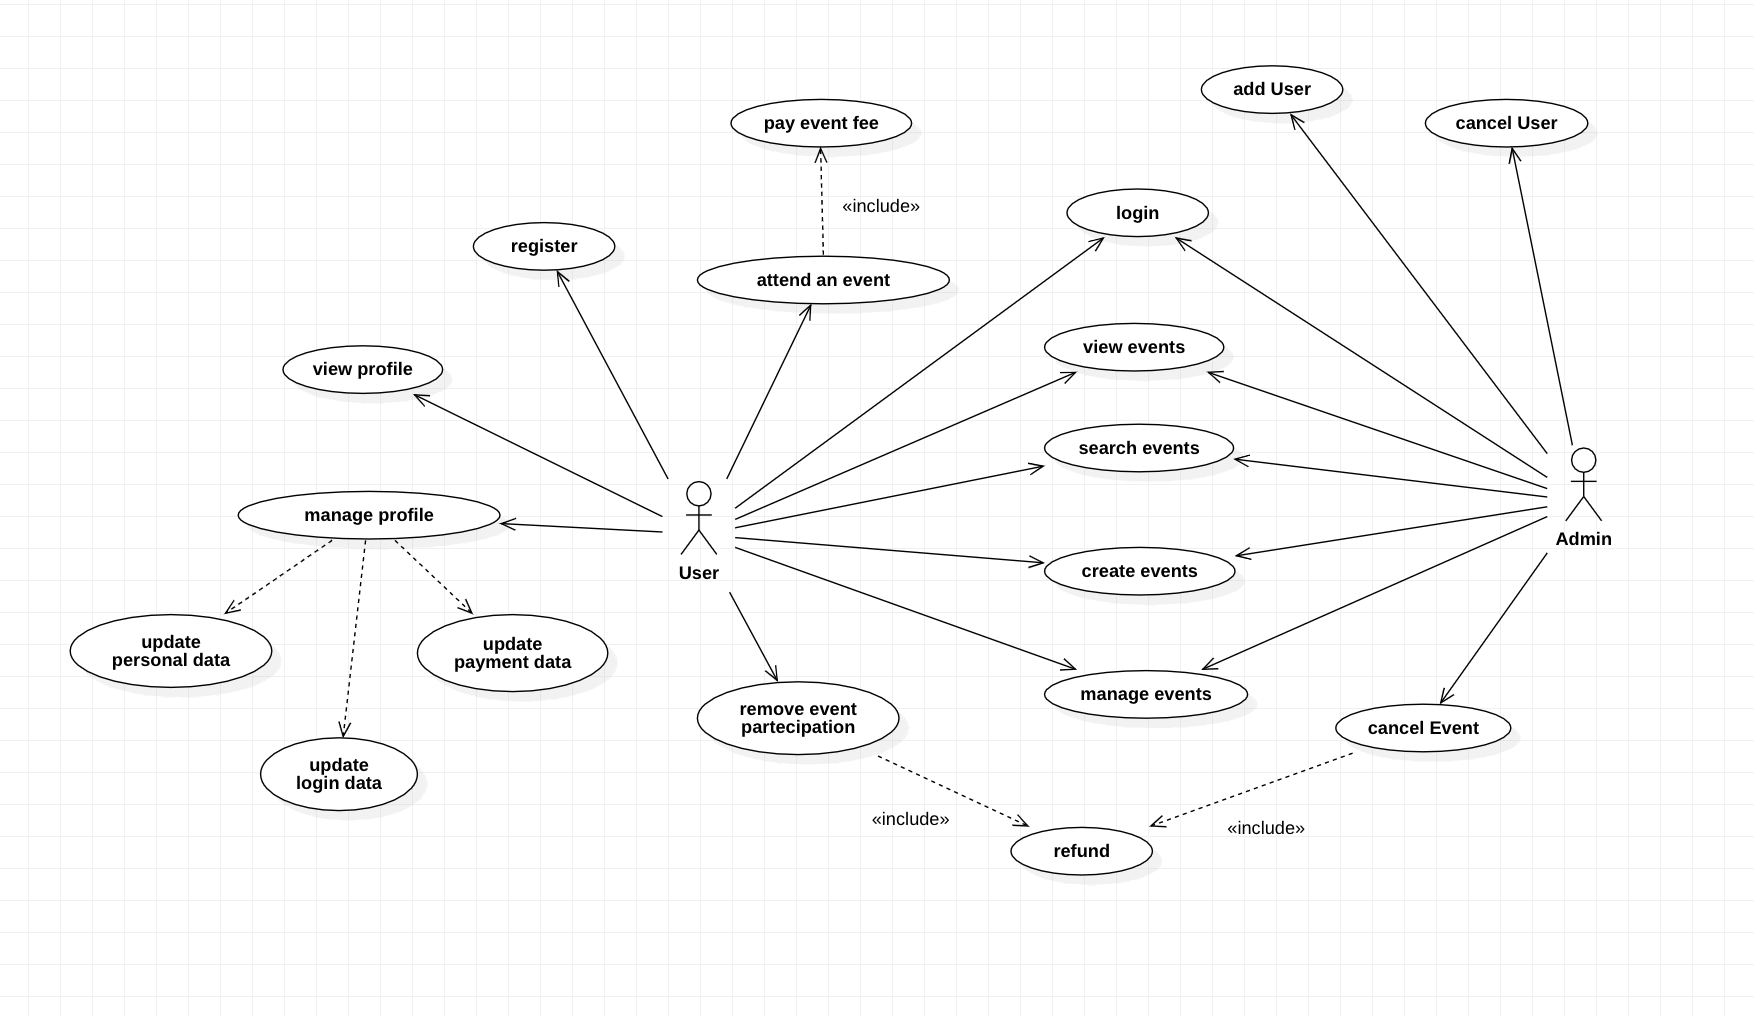 add User
pay event fee
cancel User
«include»
login
register
attend an event
view events
view profile
search events
manage profile
Admin
User
create events
update
personal data
update
payment data
manage events
remove event
partecipation
cancel Event
update
login data
«include»
«include»
refund